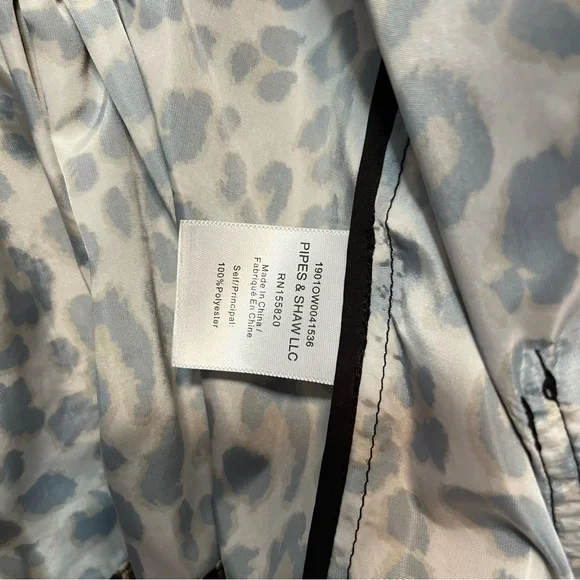 1901OW0041536
PIPES & SHAW LLC
RN155820
Made In China /
Fabriqué En Chine
Self/Principal:
100%Polyester